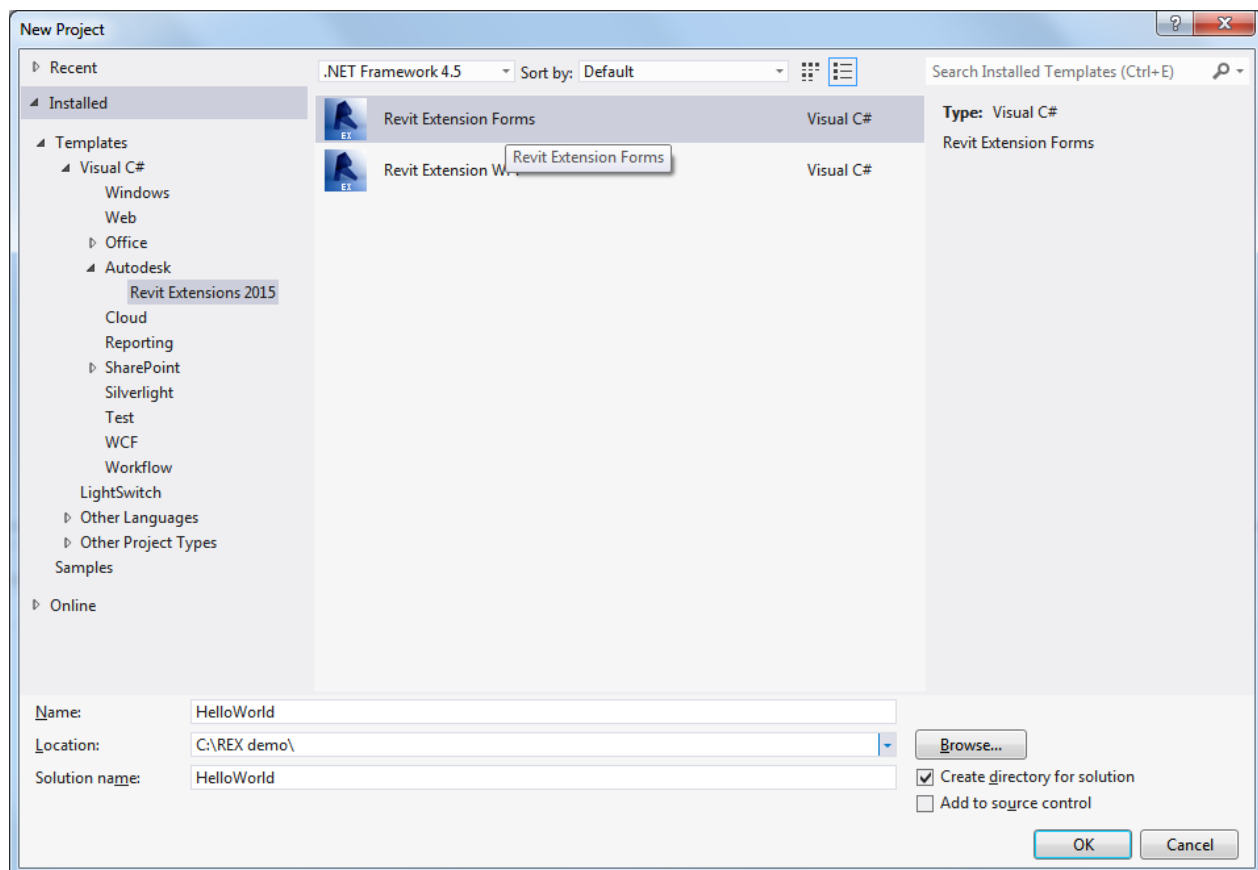 New Project
Recent
.NET Framework 4.5
Sort by: Default
Search Installed Templates (Ctrl+E)
Installed
Templates
Visual C#
Windows
Web
Office
Autodesk
Revit Extensions 2015
Cloud
Reporting
SharePoint
Silverlight
Test
WCF
Workflow
LightSwitch
Other Languages
Other Project Types
Samples
Online
EX
Revit Extension Forms Visual C#
Revit Extension Forms
EX
Revit Extension Visual C#
Type: Visual C#
Revit Extension Forms
Name: HelloWorld
Location: C:\REX demo\
Browse...
Solution name: HelloWorld
Create directory for solution
Add to source control
OK Cancel